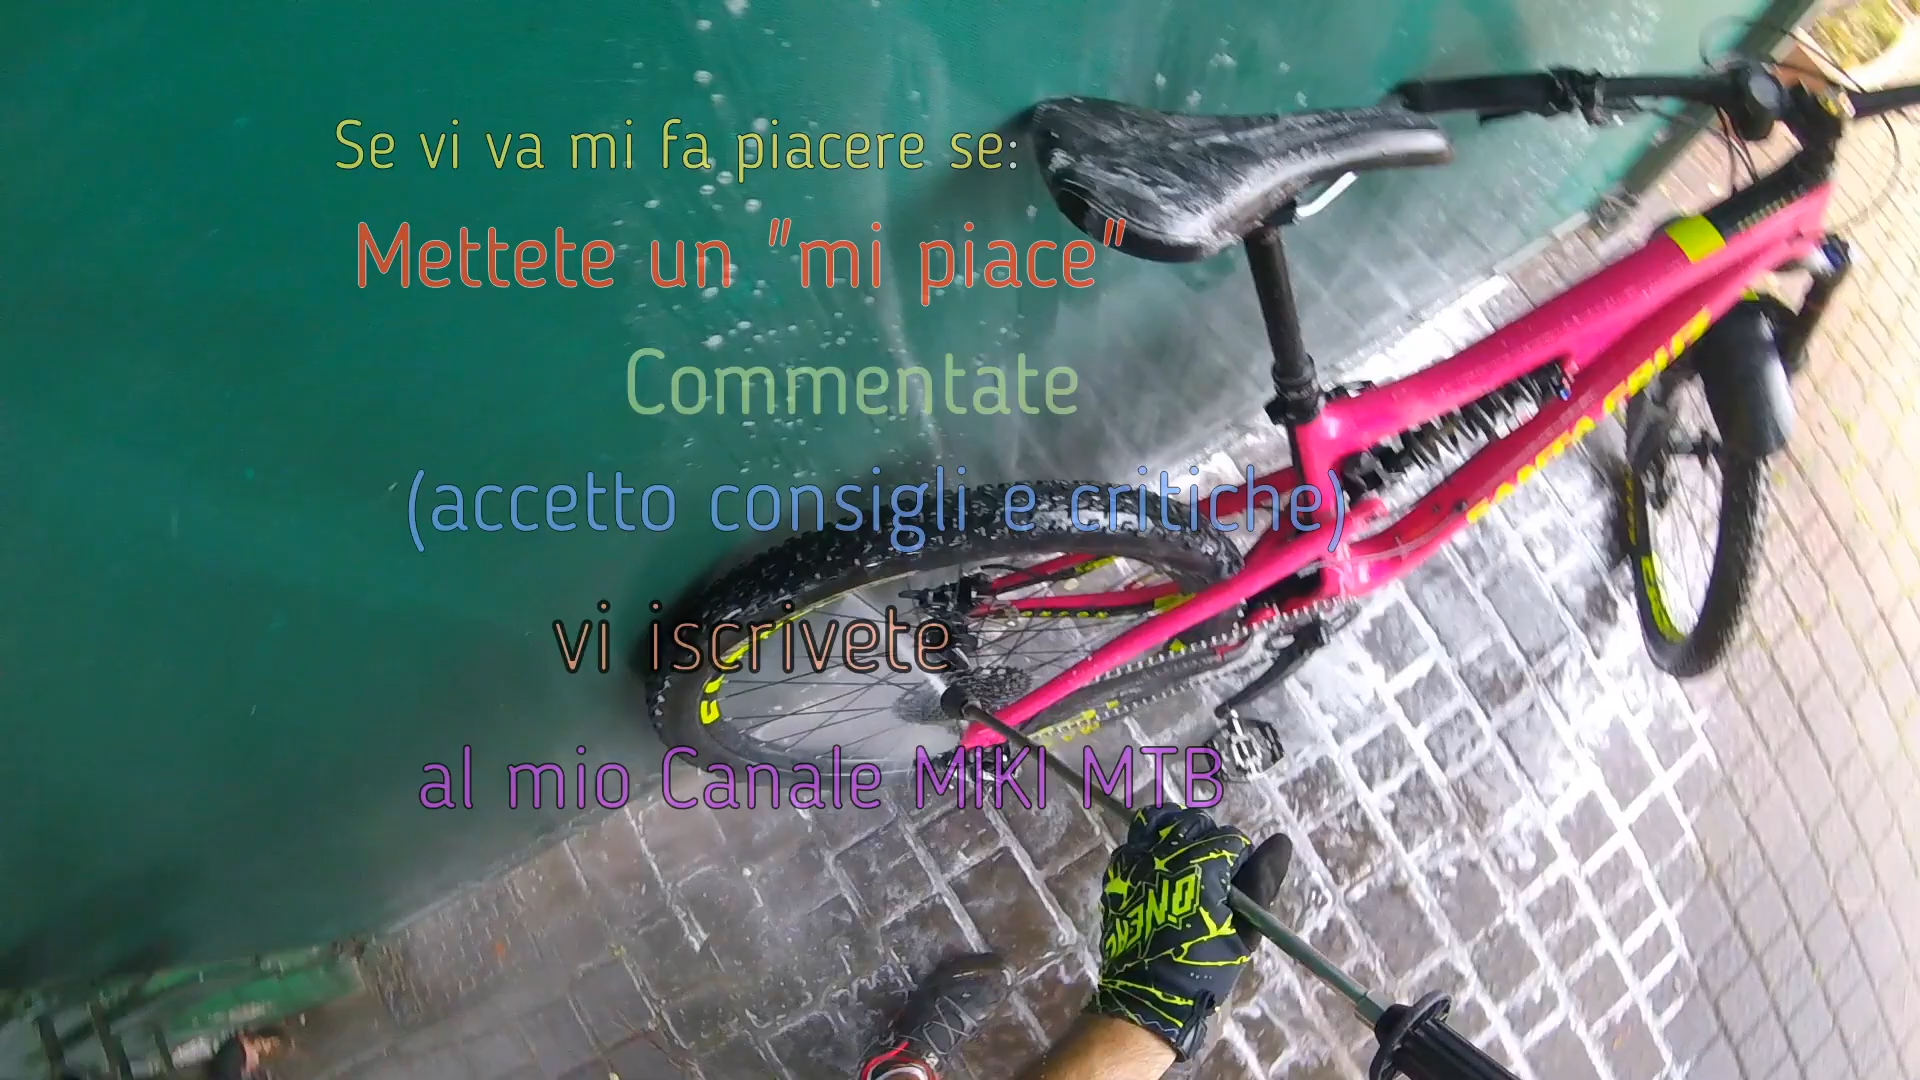 Se vi va mi fa piacere se:
Mettete un "mi piace"
Commentate
(accetto consigli e critiche)
vi iscrivete
al mio Canale MIKI MTB
O'NEAL